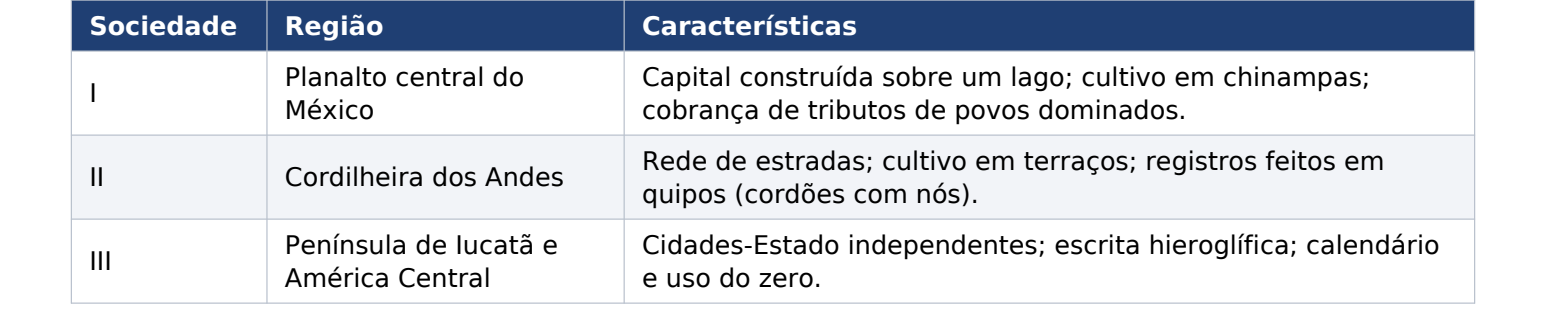 Sociedade Região Características
I
Planalto central do
México
Capital construída sobre um lago; cultivo em chinampas;
cobrança de tributos de povos dominados.
II
Cordilheira dos Andes
Rede de estradas; cultivo em terraços; registros feitos em
quipos (cordões com nós).
III
Península de Iucatã e
América Central
Cidades-Estado independentes; escrita hieroglífica; calendário
e uso do zero.